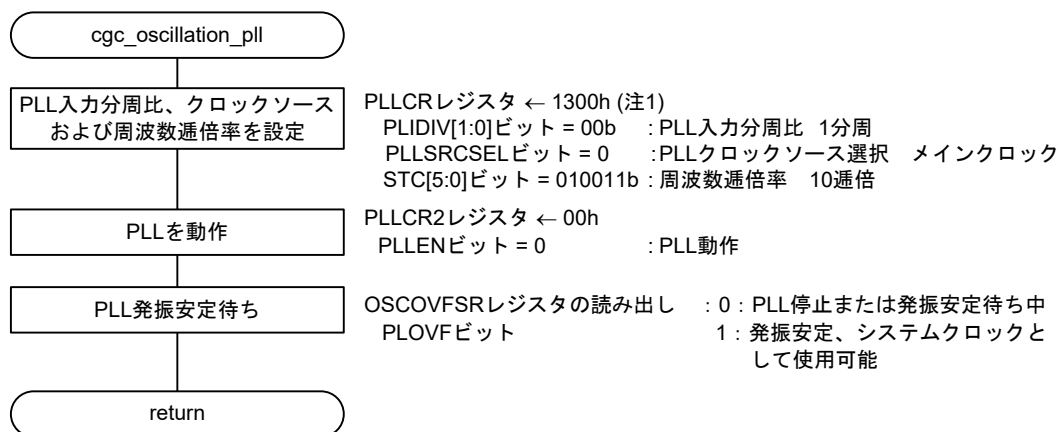 cgc_oscillation_pll
PLL入力分周比、クロックソース
および周波数逓倍率を設定
PLLCRレジスタ ← 1300h (注1)
PLIDIV[1:0]ビット = 00b : PLL入力分周比 1分周
PLLSRCSELビット = 0 :PLLクロックソース選択 メインクロック
STC[5:0]ビット = 010011b : 周波数逓倍率 10逓倍
PLLを動作
PLLCR2レジスタ ← 00h
PLLENビット = 0 : PLL動作
PLL発振安定待ち
OSCOVFSRレジスタの読み出し :0:PLL停止または発振安定待ち中
PLOVFビット 1:発振安定、システムクロックと
して使用可能
return